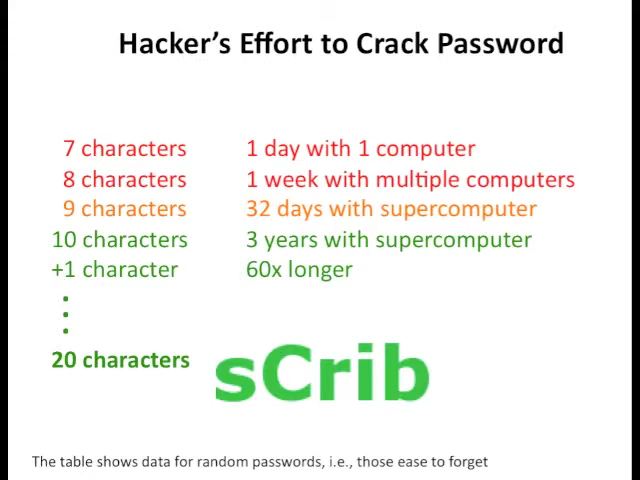 Hacker's Effort to Crack Password
7 characters 1 day with 1 computer
8 characters 1 week with multiple computers
9 characters 32 days with supercomputer
10 characters 3 years with supercomputer
+1 character 60x longer
.
.
.
20 characters sCrib
The table shows data for random passwords, i.e., those ease to forget